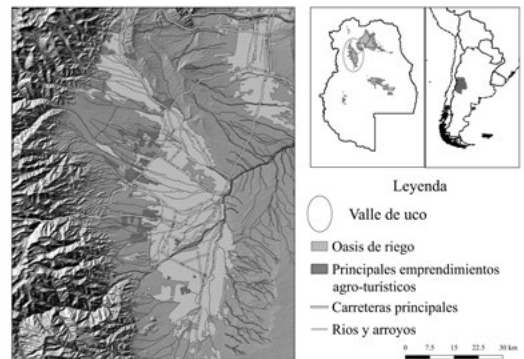 Leyenda
Valle de uco
Oasis de riego
Principales emprendimientos
agro-turísticos
Carreteras principales
Rios y arroyos
0 7,5 15 22,5 30 km